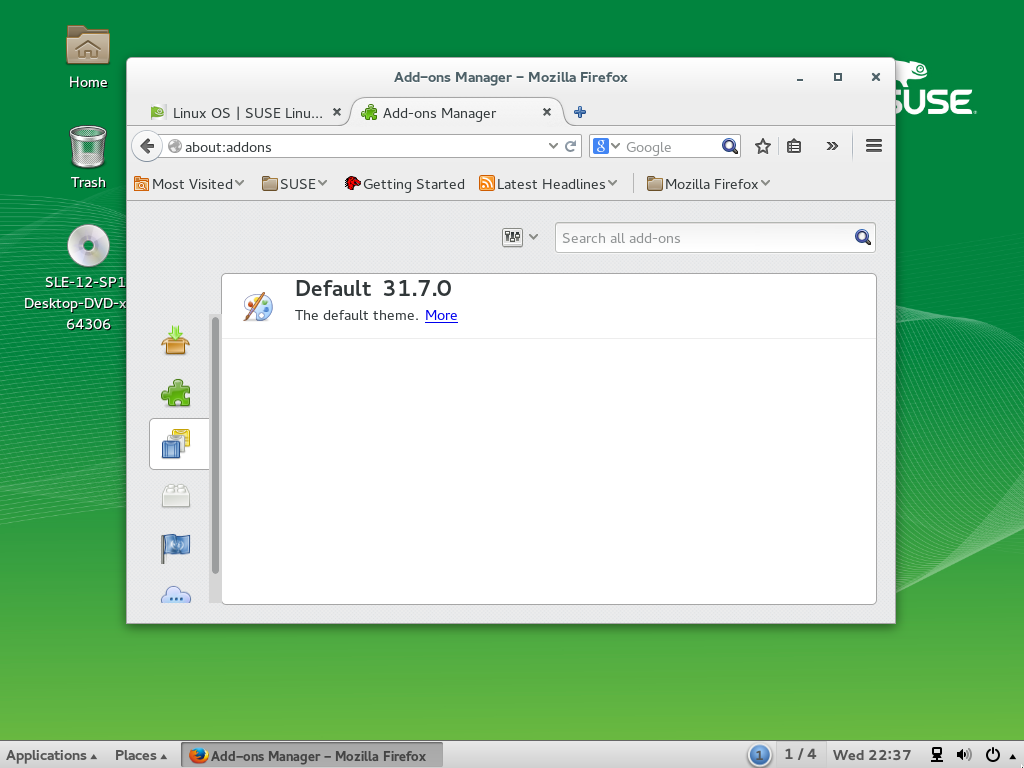 Home
Trash
SLE-12-SP1
Desktop-DVD-x
64306
SUSE
Add-ons Manager - Mozilla Firefox
Linux OS | SUSE Linu...
Add-ons Manager
about:addons
8
Google
Most Visited
SUSE
Getting Started
Latest Headlines
Mozilla Firefox
Search all add-ons
Default 31.7.0
The default theme. More
Applications
Places
Add-ons Manager - Mozilla Firefox
1
1 / 4
Wed 22:37